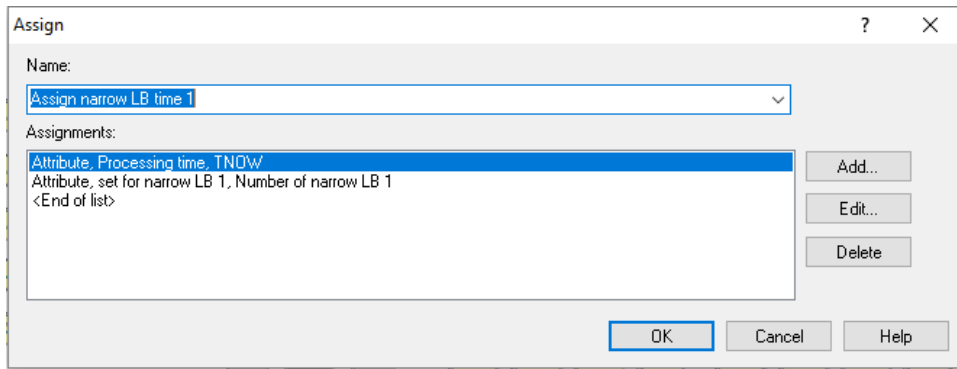 Assign
?
Name:
Assign narrow LB time 1
Assignments:
Attribute, Processing time, TNOW
Attribute, set for narrow LB 1, Number of narrow LB 1
<End of list>
Add...
Edit...
Delete
OK
Cancel
Help